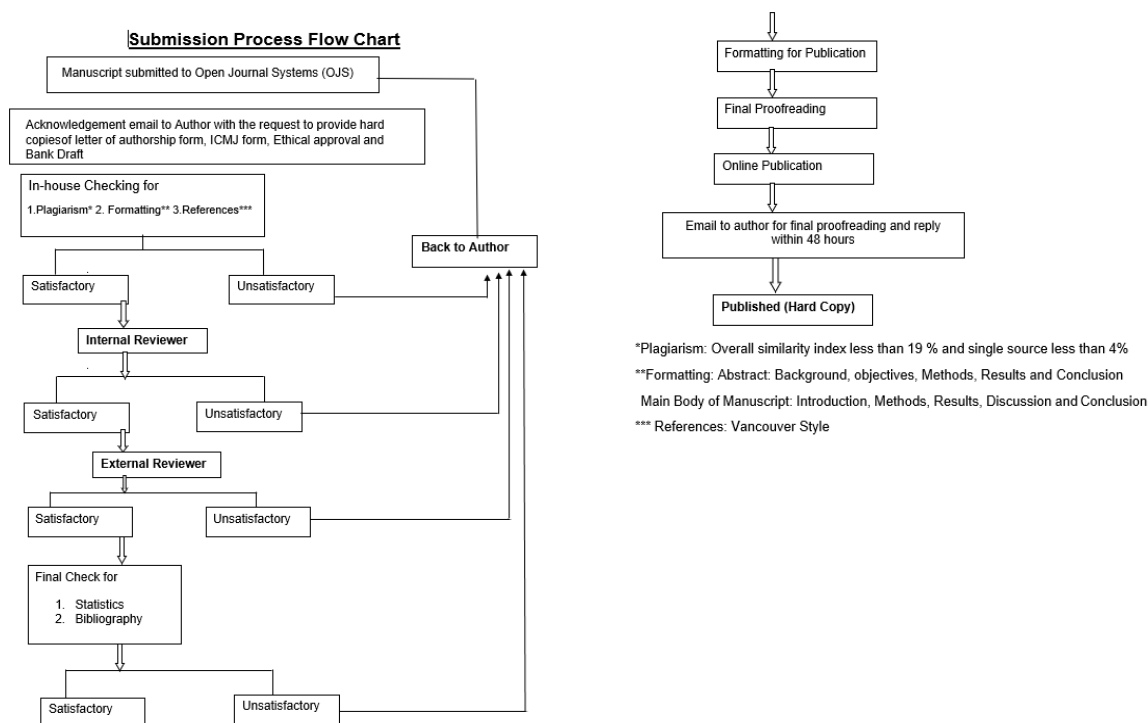 Submission Process Flow Chart
Manuscript submitted to Open Journal Systems (OJS)
Acknowledgement email to Author with the request to provide hard
copiesof letter of authorship form, ICMJ form, Ethical approval and
Bank Draft
In-house Checking for
1.Plagiarism* 2. Formatting** 3.References***
Back to Author
Satisfactory
Unsatisfactory
Internal Reviewer
Satisfactory
Unsatisfactory
External Reviewer
Satisfactory
Unsatisfactory
Final Check for
1. Statistics
2. Bibliography
Satisfactory
Unsatisfactory
Formatting for Publication
Final Proofreading
Online Publication
Email to author for final proofreading and reply
within 48 hours
Published (Hard Copy)
*Plagiarism: Overall similarity index less than 19 % and single source less than 4%
**Formatting: Abstract: Background, objectives, Methods, Results and Conclusion
Main Body of Manuscript: Introduction, Methods, Results, Discussion and Conclusion
*** References: Vancouver Style